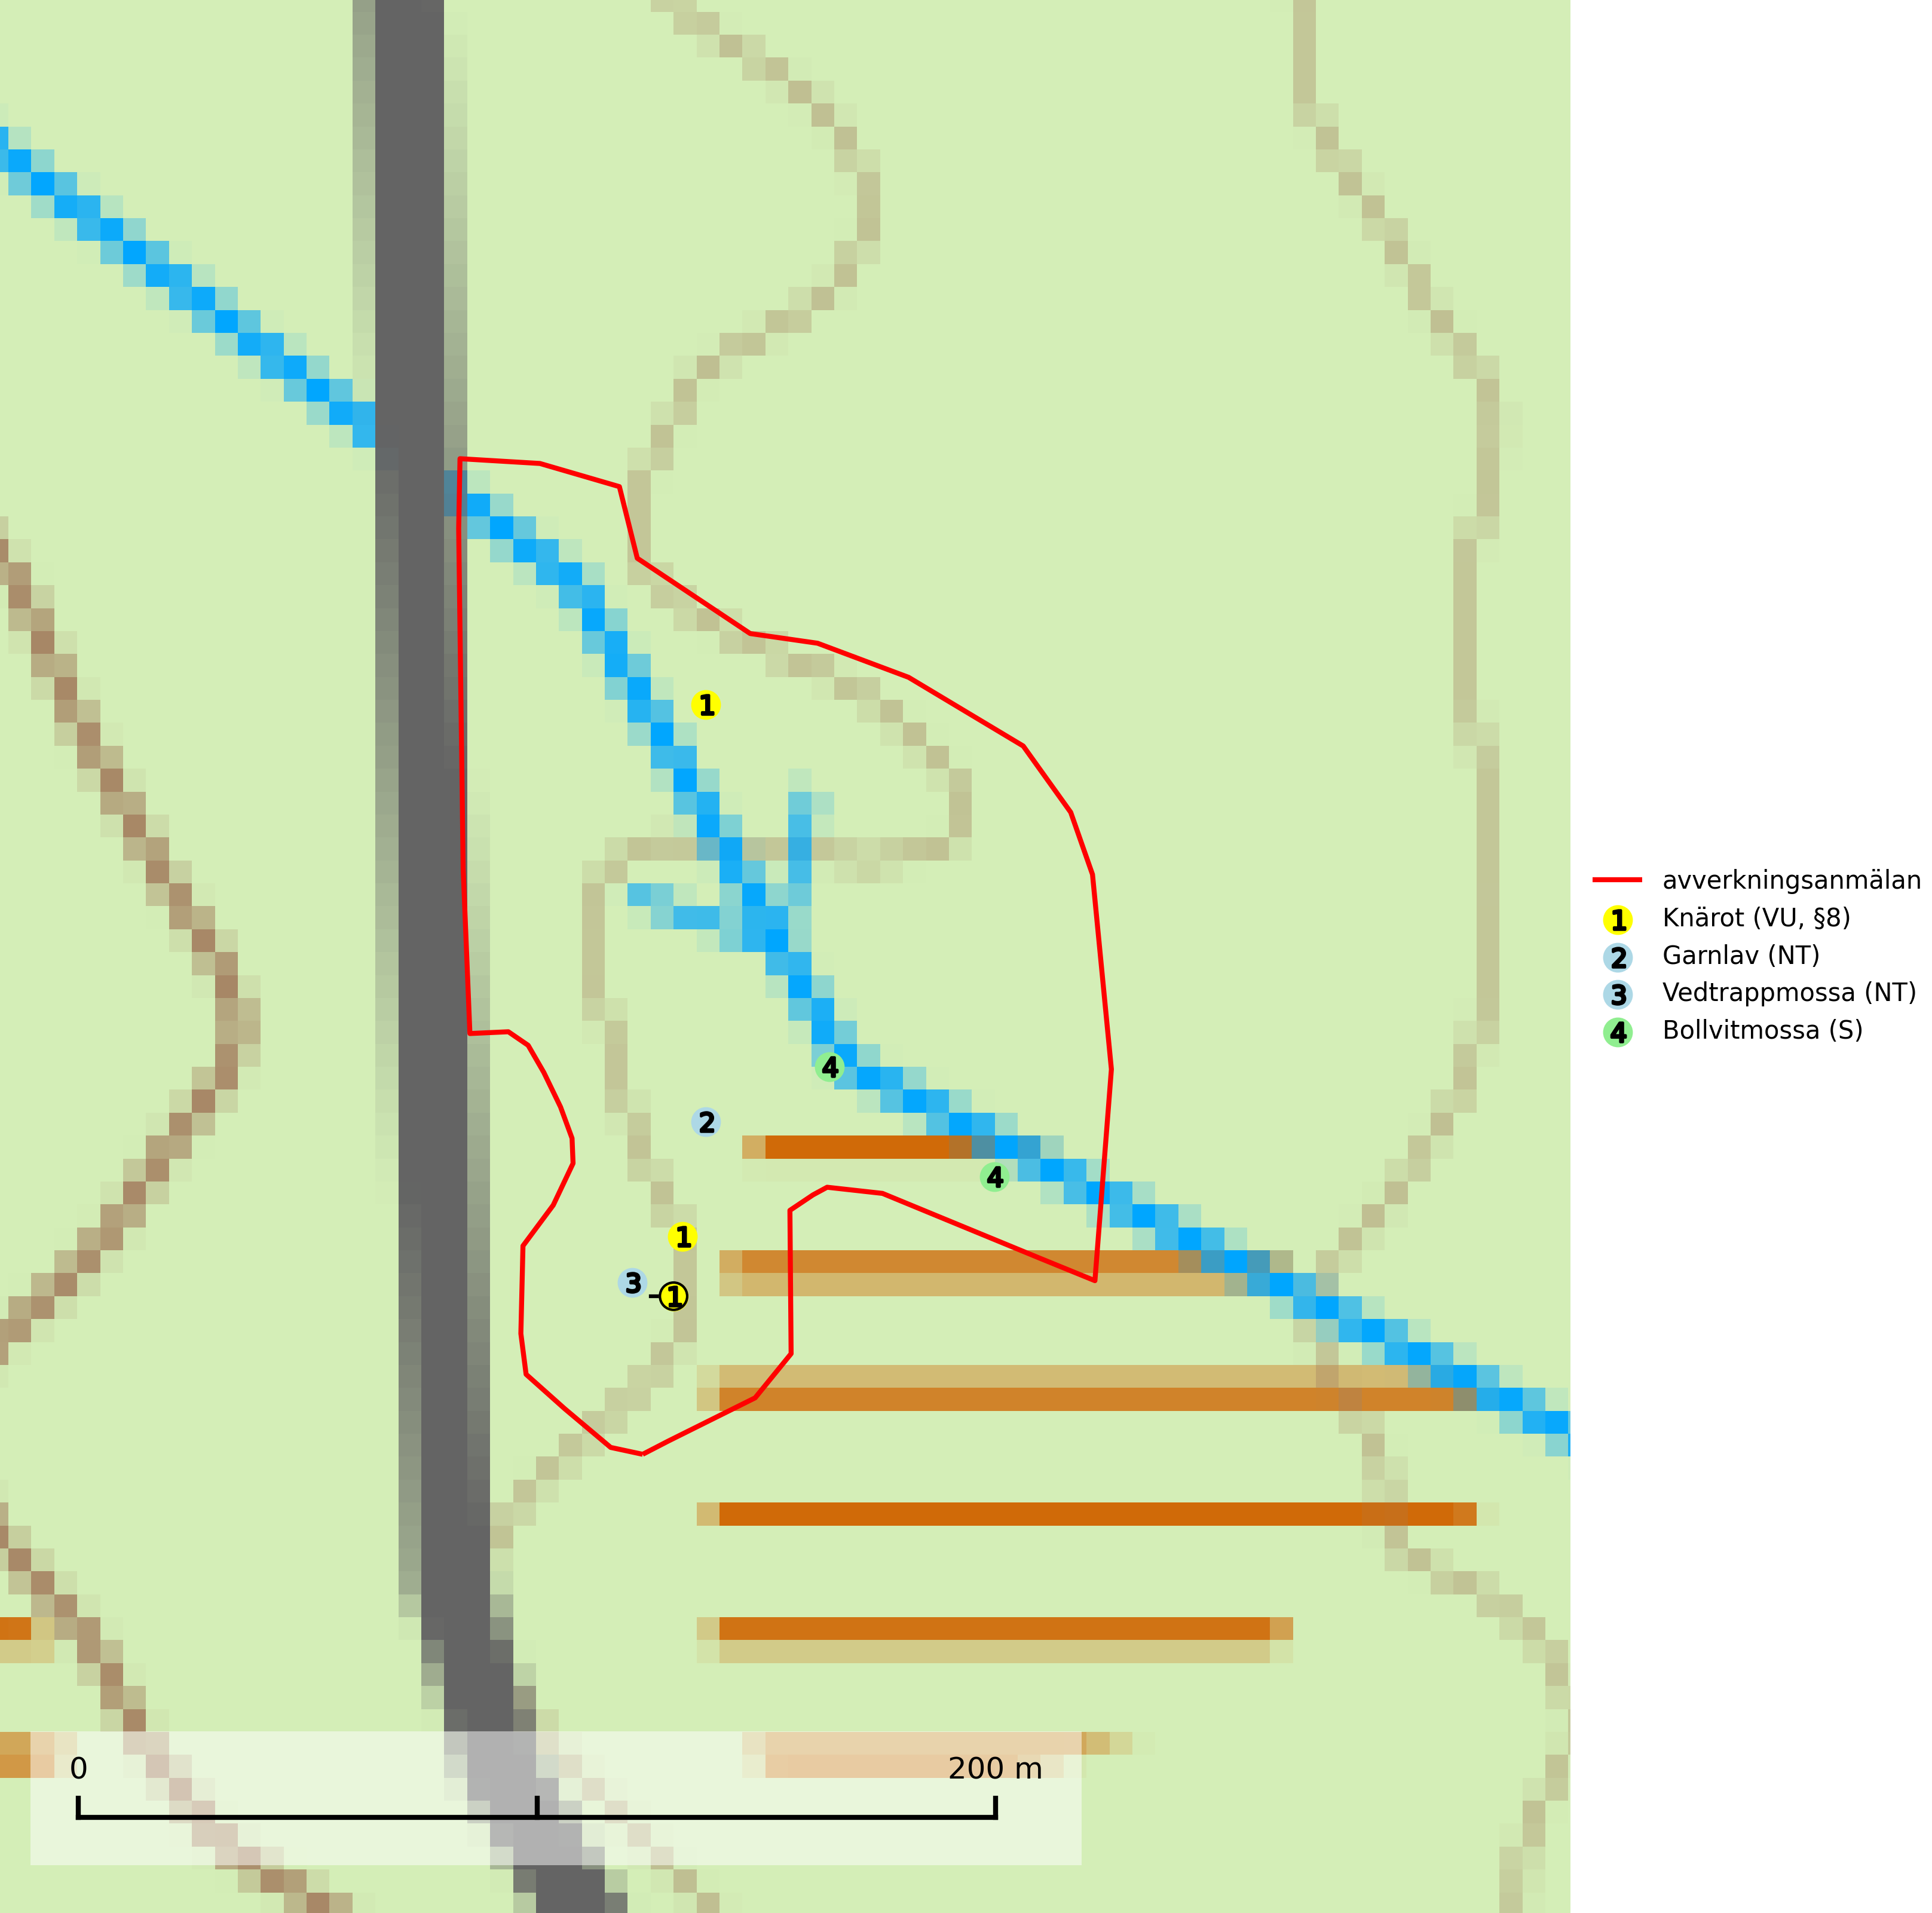 avverkningsanmälan
1 Knärot (VU, §8)
2 Garnlav (NT)
3 Vedtrappmossa (NT)
4 Bollvitmossa (S)
1
4
2
4
1
3
1
0 200 m